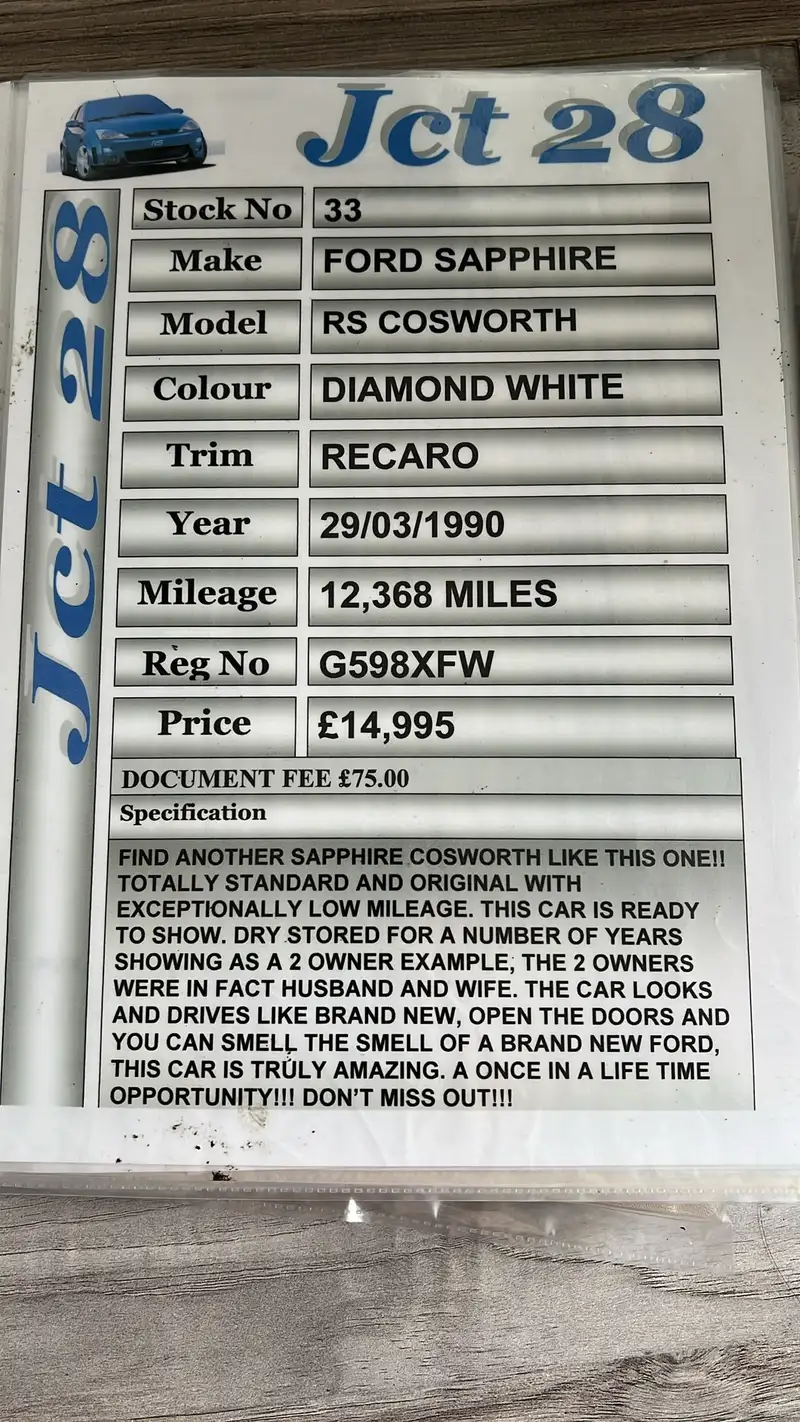 Jct 28
Jct 28
Stock No 33
Make FORD SAPPHIRE
Model RS COSWORTH
Colour DIAMOND WHITE
Trim RECARO
Year 29/03/1990
Mileage 12,368 MILES
Reg No G598XFW
Price £14,995
DOCUMENT FEE £75.00
Specification
FIND ANOTHER SAPPHIRE COSWORTH LIKE THIS ONE!!
TOTALLY STANDARD AND ORIGINAL WITH
EXCEPTIONALLY LOW MILEAGE. THIS CAR IS READY
TO SHOW. DRY STORED FOR A NUMBER OF YEARS
SHOWING AS A 2 OWNER EXAMPLE, THE 2 OWNERS
WERE IN FACT HUSBAND AND WIFE. THE CAR LOOKS
AND DRIVES LIKE BRAND NEW, OPEN THE DOORS AND
YOU CAN SMELL THE SMELL OF A BRAND NEW FORD,
THIS CAR IS TRULY AMAZING. A ONCE IN A LIFE TIME
OPPORTUNITY!!! DON'T MISS OUT!!!